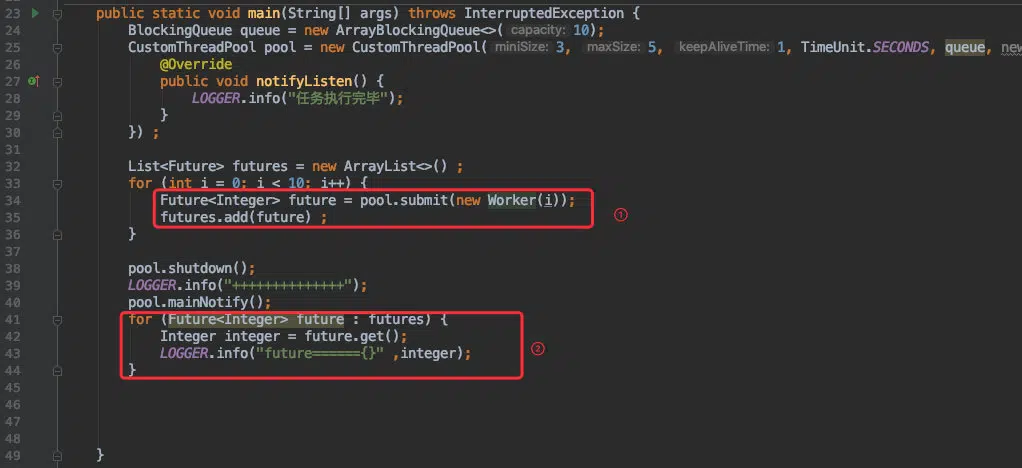 23 public static void main(String[] args) throws InterruptedException {
24 BlockingQueue queue = new ArrayBlockingQueue<>( capacity: 10);
25 CustomThreadPool pool = new CustomThreadPool( miniSize: 3, maxSize: 5, keepAliveTime: 1, TimeUnit.SECONDS, queue, new
26 @Override
27 public void notifyListen() {
28 LOGGER.info("任务执行完毕");
29 }
30 }) ;
31
32 List<Future> futures = new ArrayList<>() ;
33 for (int i = 0; i < 10; i++) {
34 Future<Integer> future = pool.submit(new Worker(i));
35 futures.add(future) ;
①
36 }
37
38 pool.shutdown();
39 LOGGER.info("++++++++++++++");
40 pool.mainNotify();
41 for (Future<Integer> future : futures) {
42 Integer integer = future.get();
②
43 LOGGER.info("future======{}" ,integer);
44 }
45
46
47
48
49 }